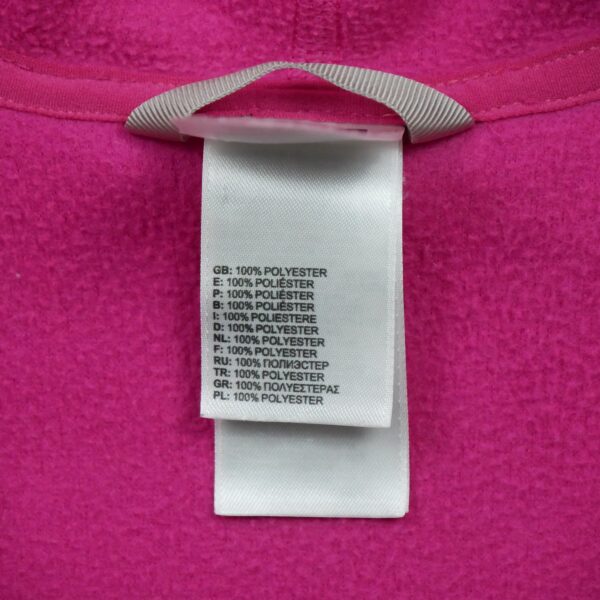 GB: 100% POLYESTER
E: 100% POLIÉSTER
P: 100% POLIÉSTER
B: 100% POLIÉSTER
I: 100% POLIESTERE
D: 100% POLYESTER
NL: 100% POLYESTER
F: 100% POLYESTER
RU: 100% ПОЛИЭСТЕР
TR: 100% POLYESTER
GR: 100% ΠΟΛΥΕΣΤΕΡΑΣ
PL: 100% POLYESTER